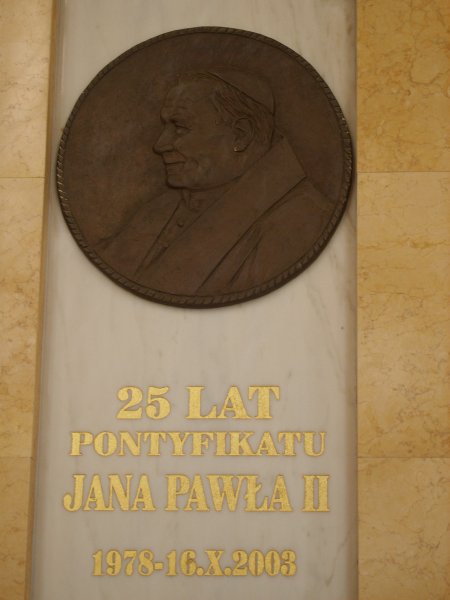 25 LAT
PONTYFIKATU
JANA PAWŁA II
1978-16.X.2003